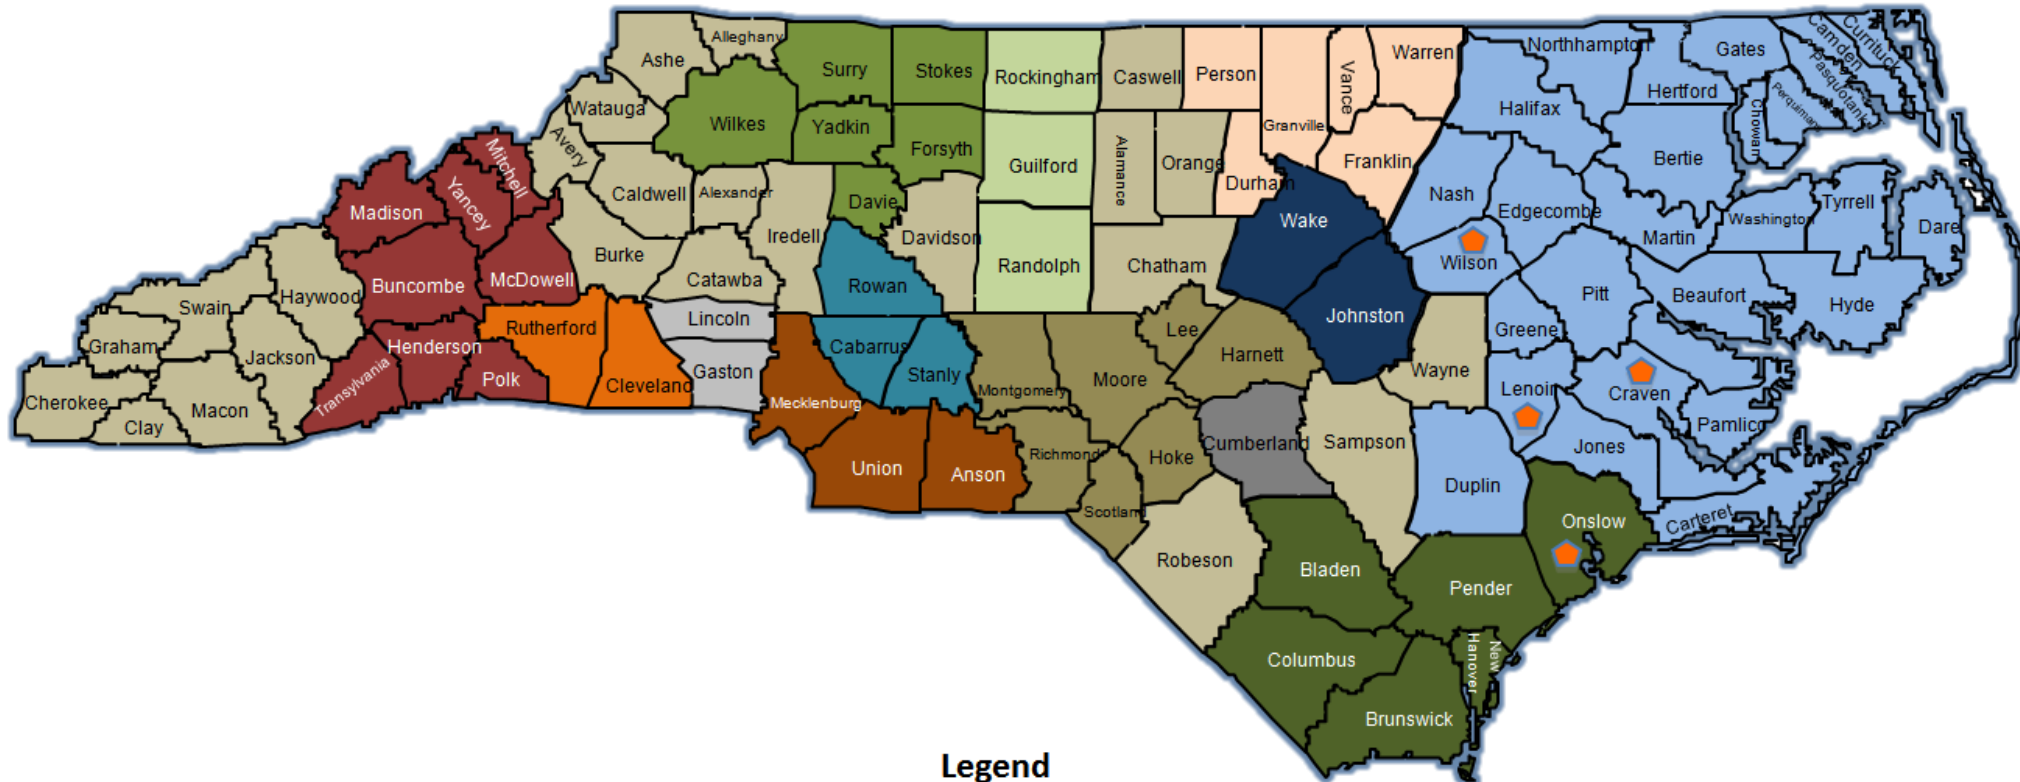 Ashe
Alleghany
Surry
Stokes
Rockingham
Caswell
Person
Vance
Warren
Northhampton
Gates
Camden
Currituck
Pasquotank
Perquimans
Chowan
Hertford
Halifax
Granville
Franklin
Watauga
Wilkes
Yadkin
Forsyth
Guilford
Alamance
Orange
Durham
Bertie
Avery
Mitchell
Yancey
Madison
Caldwell
Alexander
Davie
Iredell
Davidson
Randolph
Chatham
Wake
Nash
Edgecombe
Martin
Washington
Tyrrell
Dare
Burke
McDowell
Buncombe
Haywood
Swain
Catawba
Rowan
Wilson
Pitt
Beaufort
Hyde
Graham
Jackson
Henderson
Rutherford
Lincoln
Cabarrus
Stanly
Lee
Harnett
Johnston
Greene
Wayne
Cherokee
Clay
Macon
Transylvania
Polk
Cleveland
Gaston
Mecklenburg
Montgomery
Moore
Lenoir
Craven
Pamlico
Union
Anson
Richmond
Hoke
Cumberland
Sampson
Jones
Duplin
Scotland
Robeson
Bladen
Pender
Onslow
Carteret
Columbus
Brunswick
New
Hanover
Legend